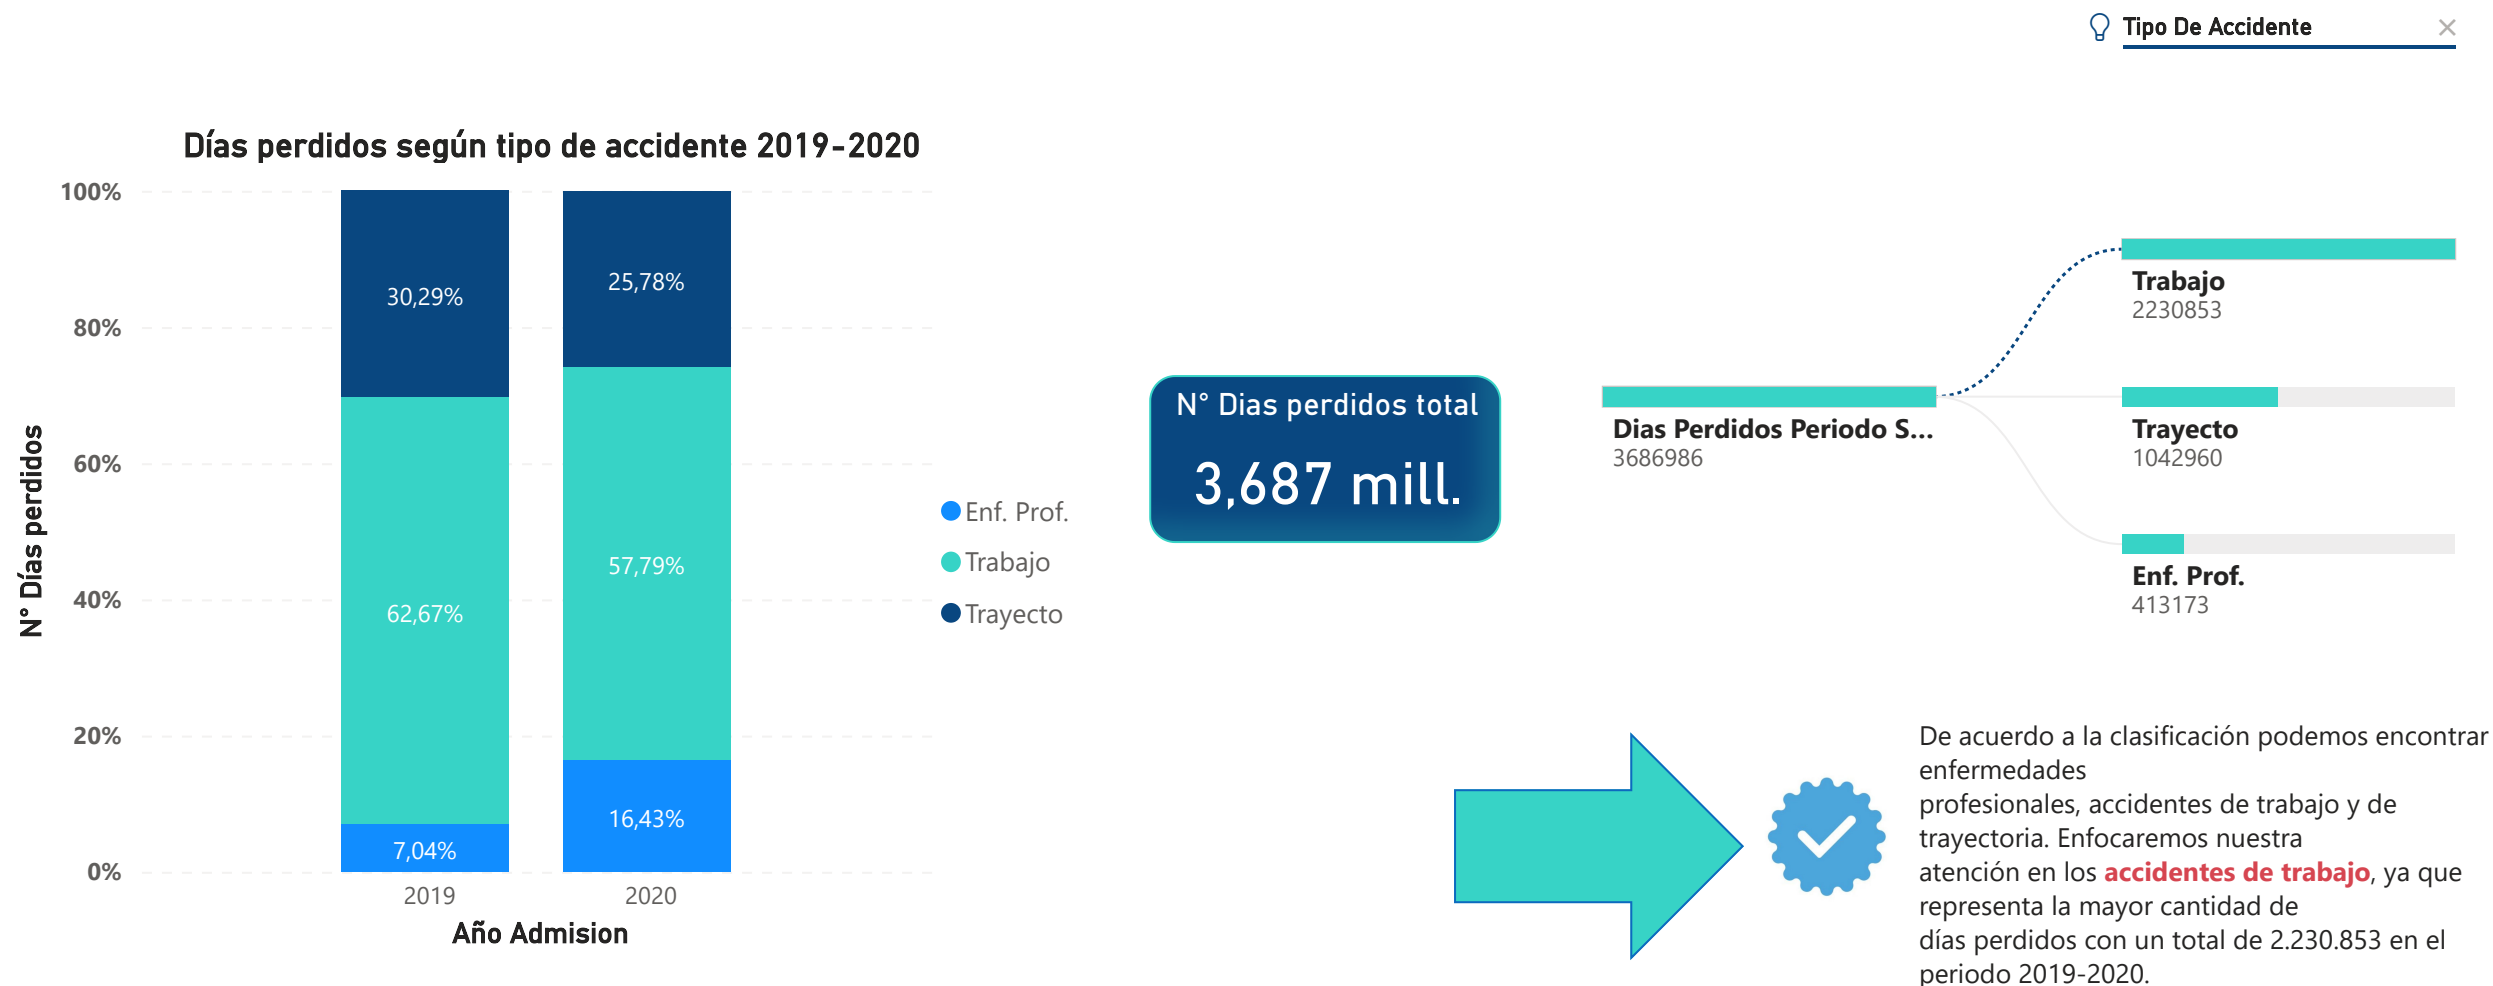 Tipo De Accidente
Días perdidos según tipo de accidente 2019-2020
100%
80%
60%
40%
20%
0%
N° Días perdidos
30,29%
62,67%
7,04%
25,78%
57,79%
16,43%
2019
2020
Año Admision
Enf. Prof.
Trabajo
Trayecto
N° Dias perdidos total
3,687 mill.
Dias Perdidos Periodo S...
3686986
Trabajo
2230853
Trayecto
1042960
Enf. Prof.
413173
De acuerdo a la clasificación podemos encontrar
enfermedades
profesionales, accidentes de trabajo y de
trayectoria. Enfocaremos nuestra
atención en los accidentes de trabajo, ya que
representa la mayor cantidad de
días perdidos con un total de 2.230.853 en el
periodo 2019-2020.